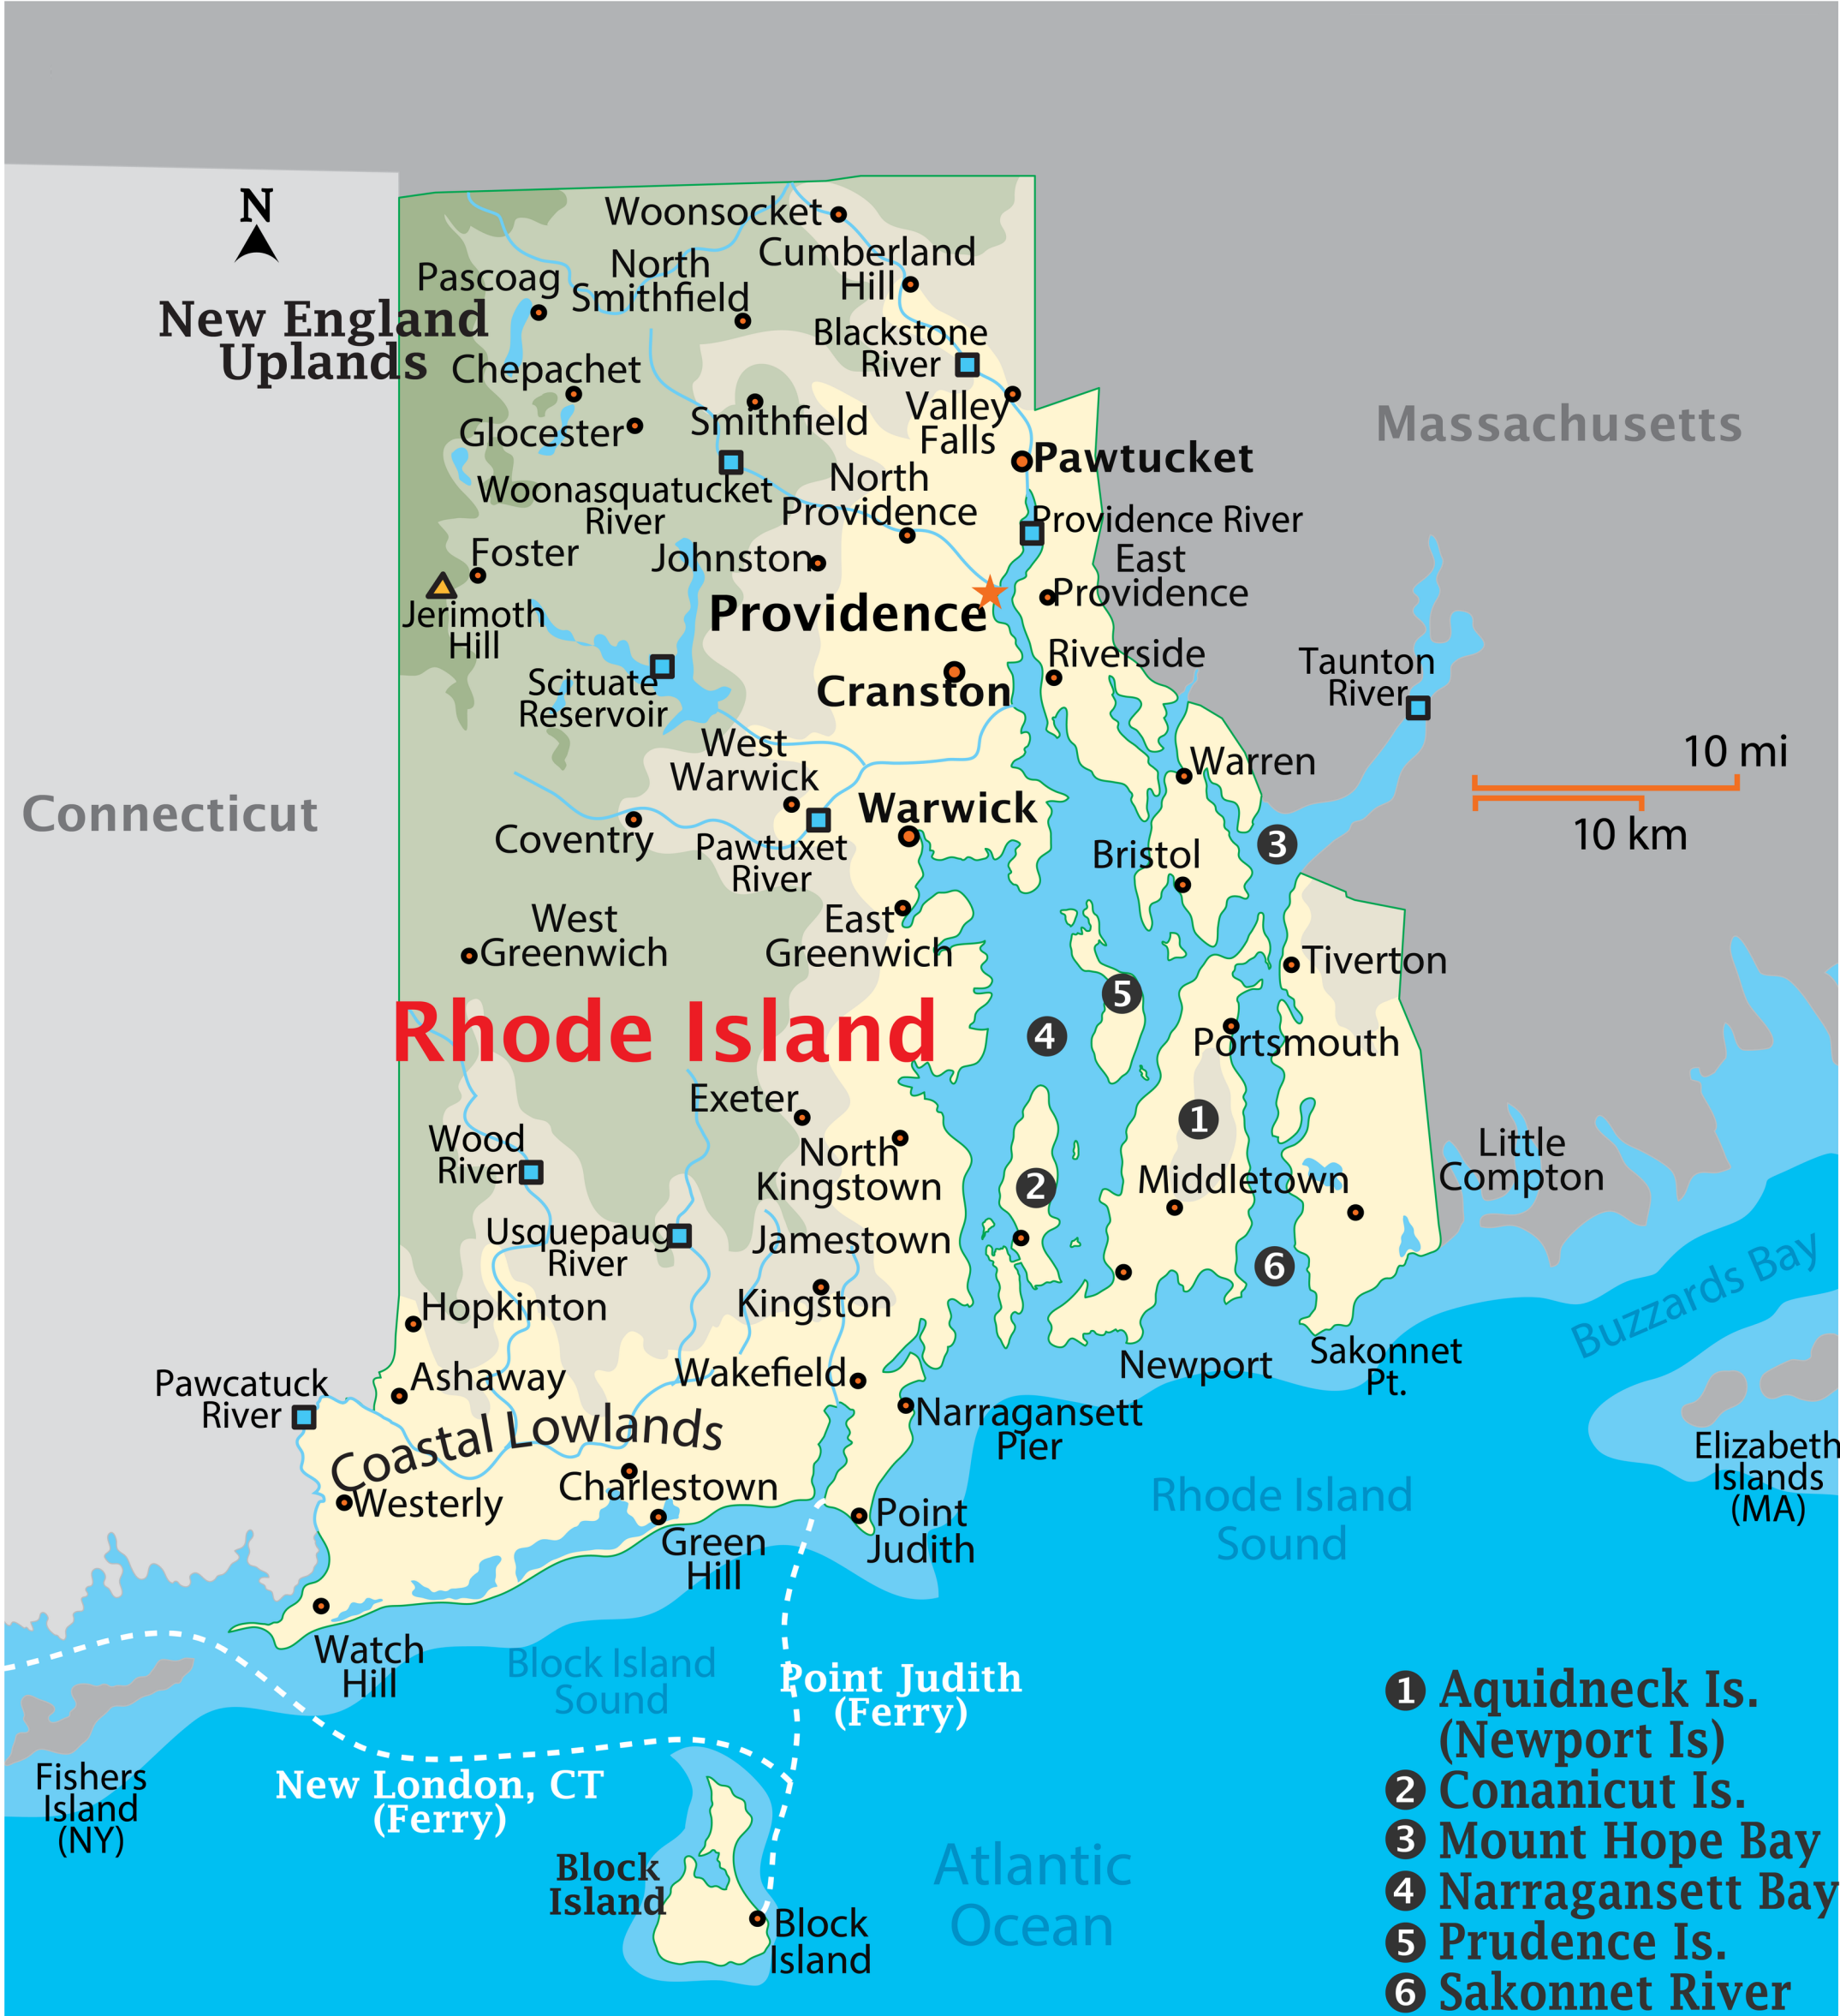 N
New England
Uplands
Woonsocket
Cumberland
Hill
North
Smithfield
Pascoag
Blackstone
River
Chepachet
Valley
Falls
Smithfield
Glocester
Massachusetts
Pawtucket
North
Providence
Woonasquatucket
River
Providence River
East
Providence
Foster
Johnston
Providence
Jerimoth
Hill
Riverside
Taunton
River
Scituate
Reservoir
Cranston
West
Warwick
Warren
10 mi
10 km
Connecticut
Warwick
Coventry
Pawtuxet
River
Bristol
3
West
Greenwich
East
Greenwich
Tiverton
5
Rhode Island
4
Portsmouth
Exeter
1
Wood
River
North
Kingstown
2
Middletown
Little
Compton
Usquepaug
River
Jamestown
6
Buzzards Bay
Hopkinton
Kingston
Ashaway
Wakefield
Newport
Sakonnet
Pt.
Pawcatuck
River
Narragansett
Pier
Coastal Lowlands
Elizabeth
Islands
(MA)
Charlestown
Westerly
Point
Judith
Rhode Island
Sound
Green
Hill
Watch
Hill
Block Island
Sound
Point Judith
(Ferry)
Fishers
Island
(NY)
New London, CT
(Ferry)
Block
Island
Block
Island
Atlantic
Ocean
1 Aquidneck Is.
(Newport Is)
2 Conanicut Is.
3 Mount Hope Bay
4 Narragansett Bay
5 Prudence Is.
6 Sakonnet River